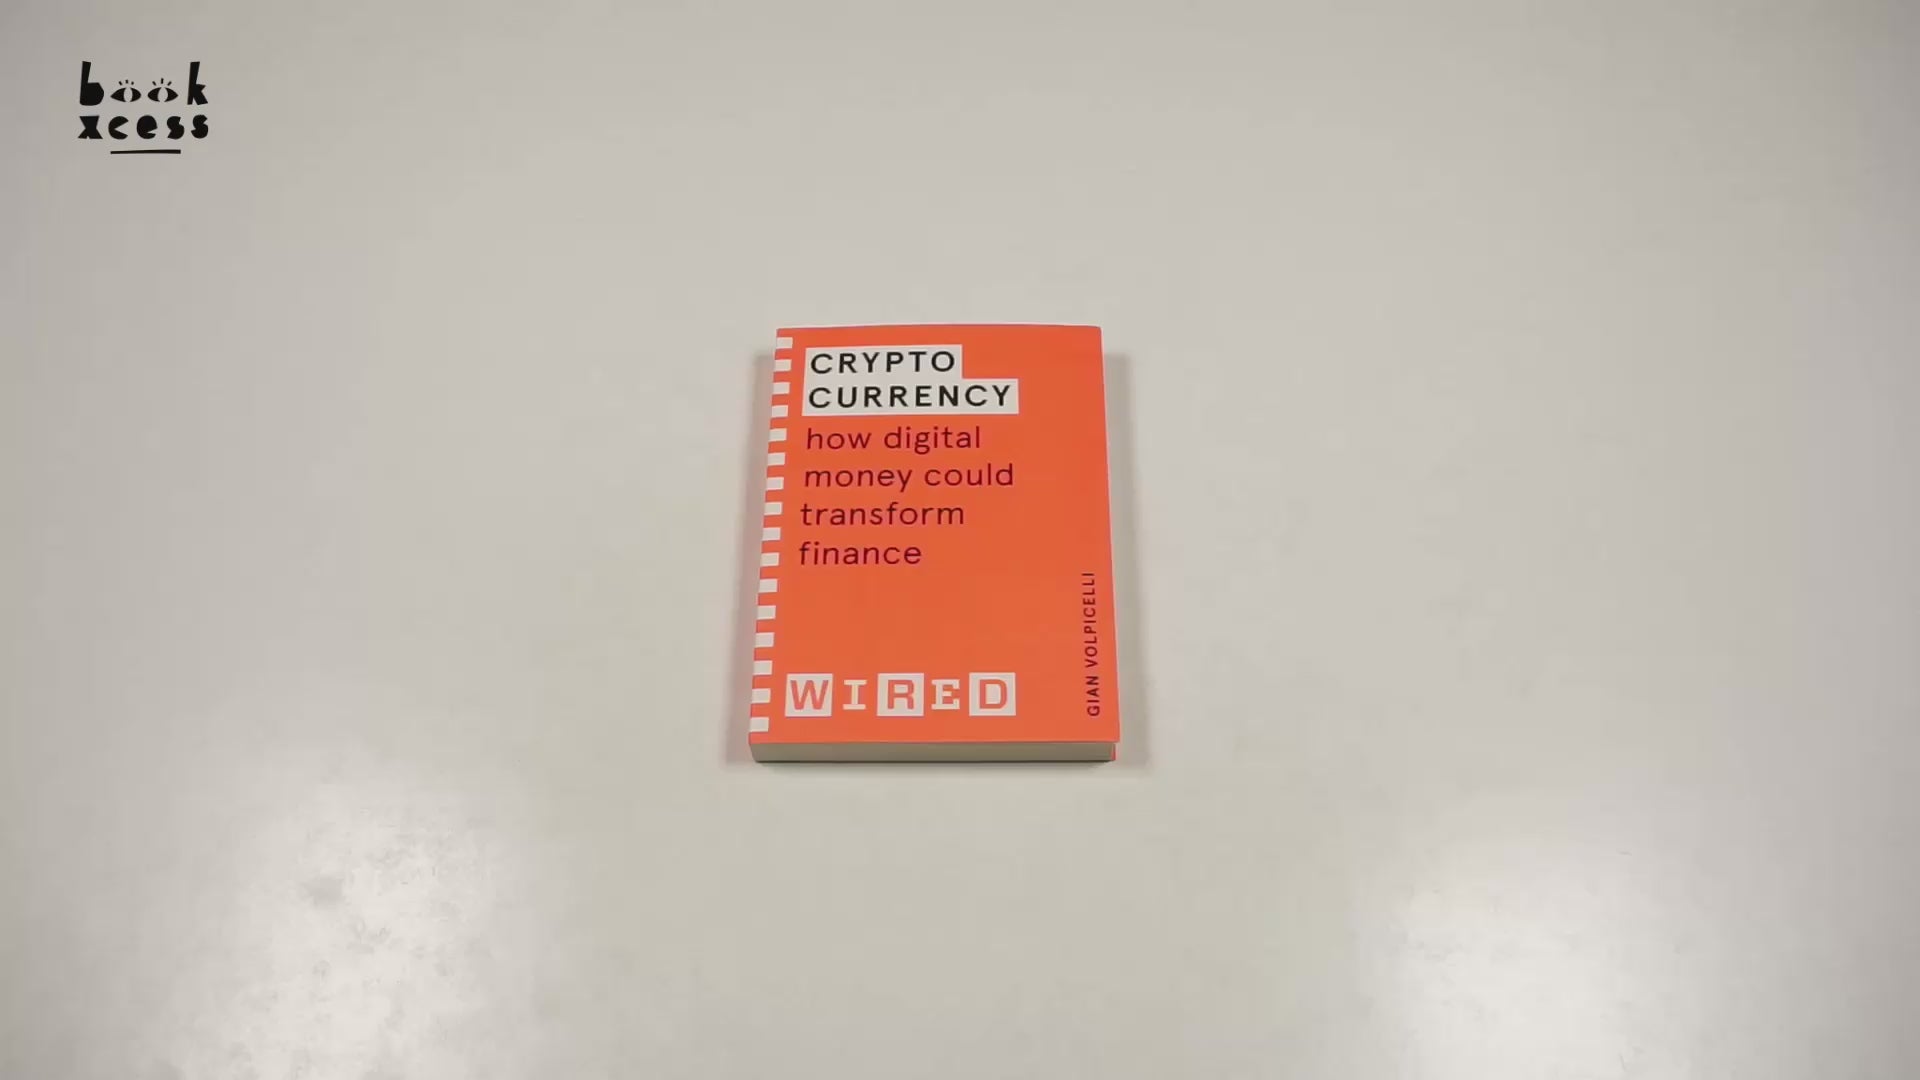 book
xcess
CRYPTO
CURRENCY
how digital
money could
transform
finance
GIAN VOLPICELLI
WIRED